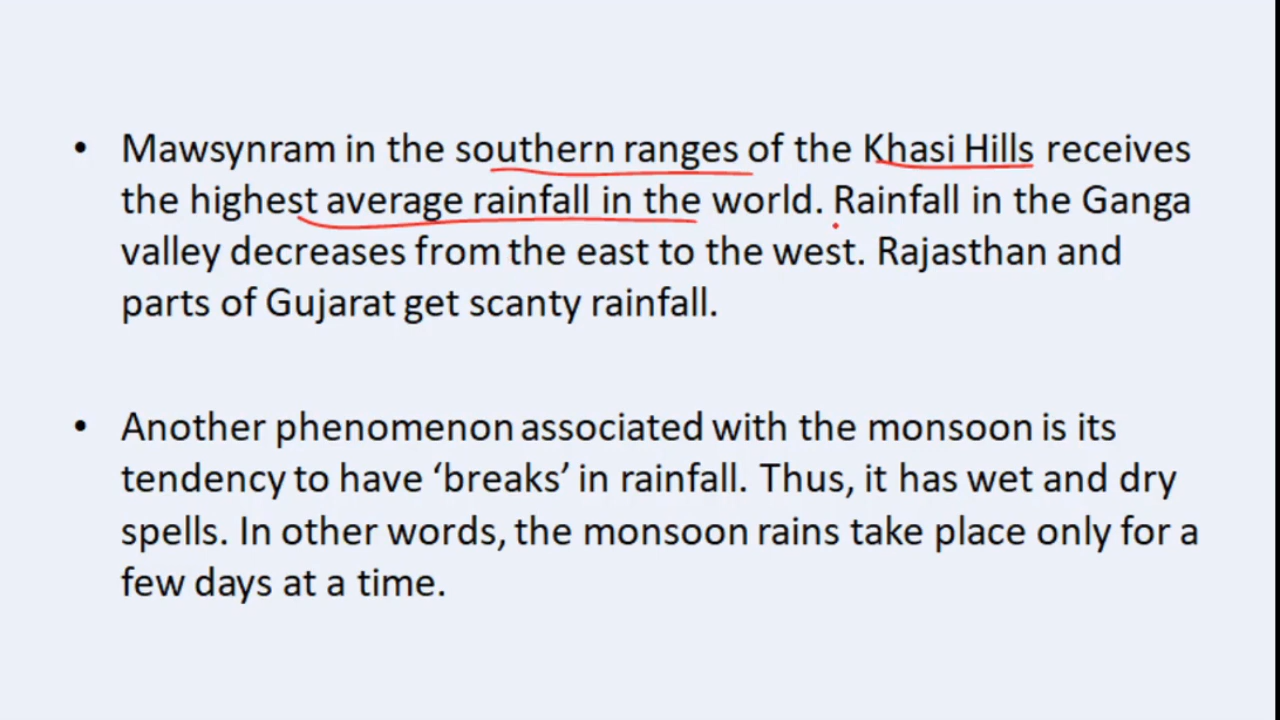 • Mawsynram in the southern ranges of the Khasi Hills receives
the highest average rainfall in the world. Rainfall in the Ganga
valley decreases from the east to the west. Rajasthan and
parts of Gujarat get scanty rainfall.
• Another phenomenon associated with the monsoon is its
tendency to have ‘breaks’ in rainfall. Thus, it has wet and dry
spells. In other words, the monsoon rains take place only for a
few days at a time.